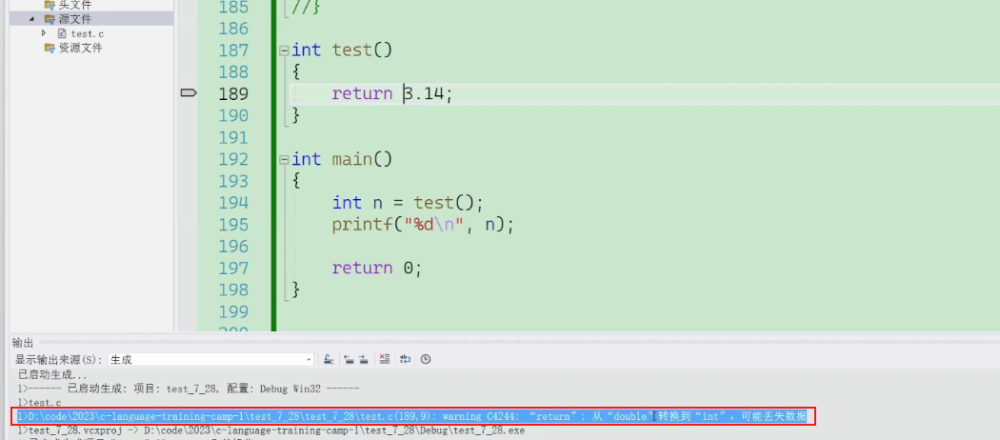 头文件
源文件
test.c
资源文件
185 //}
186
187 int test()
188 {
189 return 3.14;
190 }
191
192 int main()
193 {
194 int n = test();
195 printf("%d\n", n);
196
197 return 0;
198 }
199
输出
显示输出来源(S): 生成
已启动生成...
1>------ 已启动生成: 项目: test_7_28, 配置: Debug Win32 ------
1>test.c
1>D:\code\2023\c-language-training-camp-1\test_7_28\test_7_28\test.c(189,9): warning C4244: “return”: 从“double”转换到“int”，可能丢失数据
1>test_7_28.vcxproj -> D:\code\2023\c-language-training-camp-1\test_7_28\Debug\test_7_28.exe